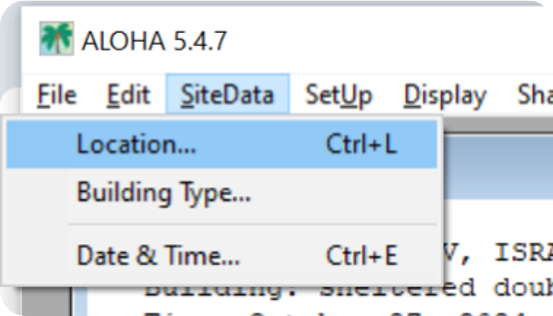 ALOHA 5.4.7
File Edit SiteData SetUp Display Sha
Location... Ctrl+L
Building Type...
Date & Time... Ctrl+E
V, ISRA
Building: Sheltered doub